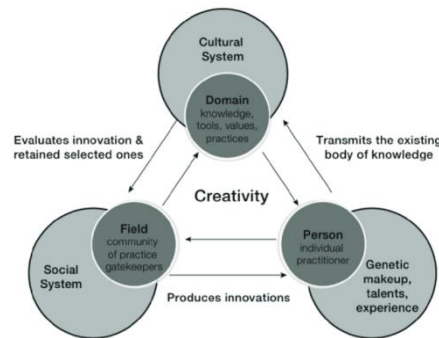 Cultural
System
Domain
knowledge,
tools, values,
practices
Evaluates innovation &
retained selected ones
Transmits the existing
body of knowledge
Creativity
Field
community
of practice
gatekeepers
Person
individual
practitioner
Social
System
Genetic
makeup,
talents,
experience
Produces innovations